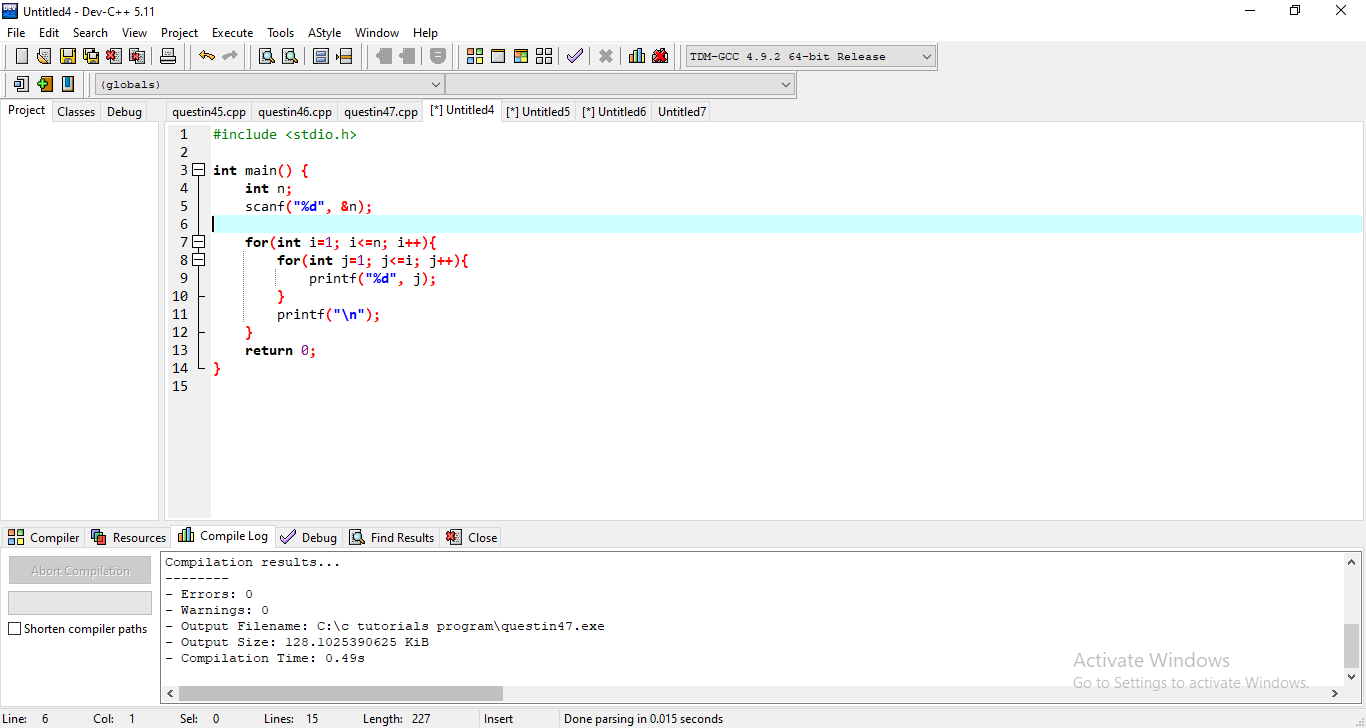 Untitled4 - Dev-C++ 5.11
File Edit Search View Project Execute Tools AStyle Window Help
TDM-GCC 4.9.2 64-bit Release
(globals)
Project Classes Debug questin45.cpp questin46.cpp questin47.cpp [*] Untitled4 [*] Untitled5 [*] Untitled6 Untitled7
1 #include <stdio.h>
2
3 int main() {
4     int n;
5     scanf("%d", &n);
6
7     for(int i=1; i<=n; i++){
8         for(int j=1; j<=i; j++){
9             printf("%d", j);
10         }
11         printf("\n");
12     }
13     return 0;
14 }
15
Compiler Resources Compile Log Debug Find Results Close
Abort Compilation
Shorten compiler paths
Compilation results...
--------
- Errors: 0
- Warnings: 0
- Output Filename: C:\c tutorials program\questin47.exe
- Output Size: 128.1025390625 KiB
- Compilation Time: 0.49s
Activate Windows
Go to Settings to activate Windows.
Line: 6 Col: 1 Sel: 0 Lines: 15 Length: 227 Insert Done parsing in 0.015 seconds